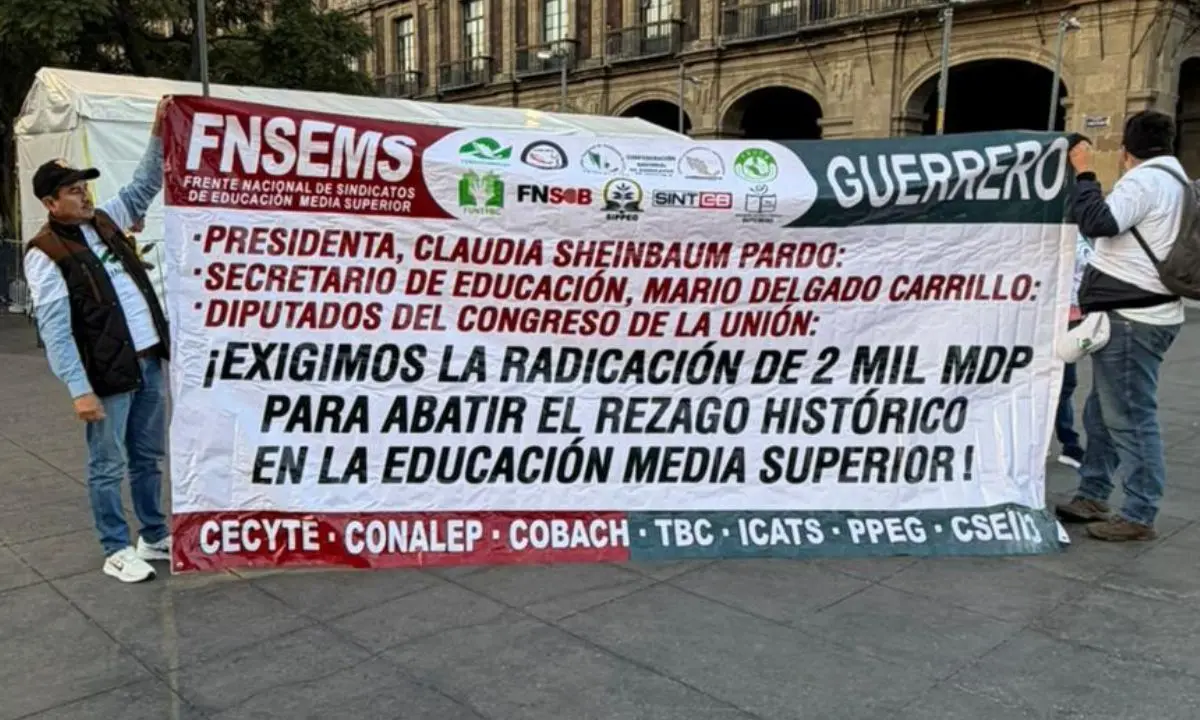 FNSEMS
FRENTE NACIONAL DE SINDICATOS
DE EDUCACIÓN MEDIA SUPERIOR
FNSOB
SIPPEG
SINTCB
GUERRERO
·PRESIDENTA, CLAUDIA SHEINBAUM PARDO:
·SECRETARIO DE EDUCACIÓN, MARIO DELGADO CARRILLO:
·DIPUTADOS DEL CONGRESO DE LA UNIÓN:
¡EXIGIMOS LA RADICACIÓN DE 2 MIL MDP
PARA ABATIR EL REZAGO HISTÓRICO
EN LA EDUCACIÓN MEDIA SUPERIOR!
CECYTE · CONALEP · COBACH · TBC · ICATS · PPEG ·